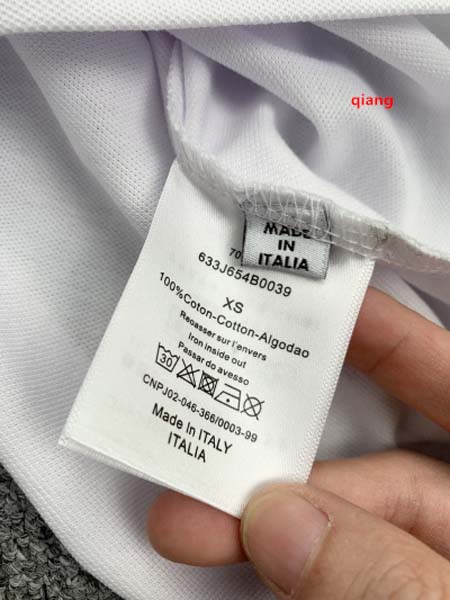 qiang
MADE
IN
ITALIA
70
633J654B0039
XS
100%Coton-Cotton-Algodao
Reoasser sur l'envers
Iron inside out
Passar do avesso
30
CNPJ02-046-366/0003-99
Made in ITALY
ITALIA